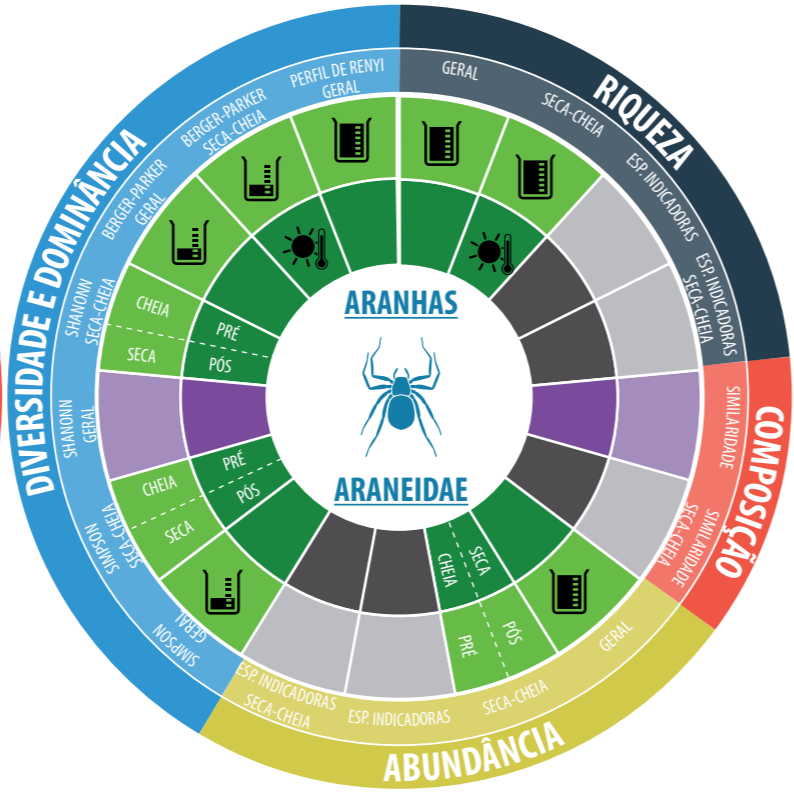 RIQUEZA
GERAL
SECA-CHEIA
ESP. INDICADORAS
ESP. INDICADORAS
SECA-CHEIA
COMPOSIÇÃO
SIMILARIDADE
SIMILARIDADE
SECA-CHEIA
ABUNDÂNCIA
GERAL
SECA-CHEIA
SECA
CHEIA
PÓS
PRÉ
ESP. INDICADORAS
ESP. INDICADORAS
SECA-CHEIA
DIVERSIDADE E DOMINÂNCIA
SIMPSON
GERAL
SIMPSON
SECA-CHEIA
CHEIA
SECA
PRÉ
PÓS
SHANONN
GERAL
SHANONN
SECA-CHEIA
CHEIA
SECA
PRÉ
PÓS
BERGER-PARKER
GERAL
BERGER-PARKER
SECA-CHEIA
PERFIL DE RENYI
GERAL
ARANHAS
ARANEIDAE